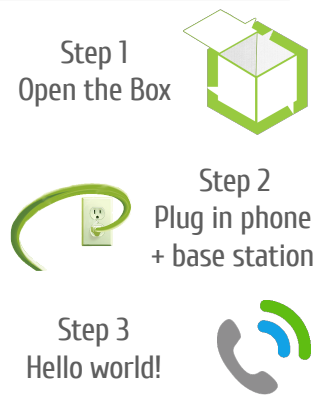 Step 1
Open the Box
Step 2
Plug in phone
+ base station
Step 3
Hello world!